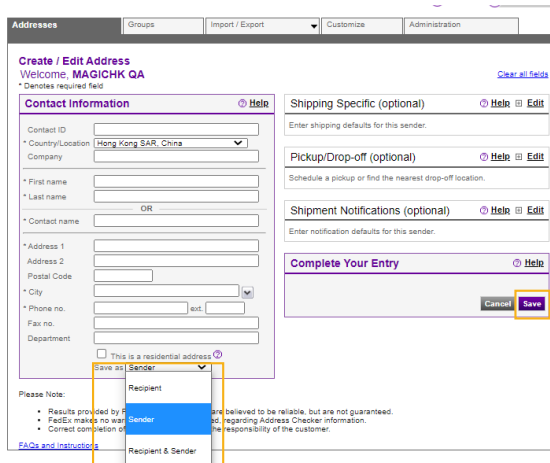 Addresses
Groups
Import / Export
Customize
Administration
Create / Edit Address
Welcome, MAGICHK QA
Clear all fields
* Denotes required field
Contact Information
Help
Contact ID
* Country/Location Hong Kong SAR, China
Company
* First name
* Last name
OR
* Contact name
* Address 1
Address 2
Postal Code
* City
* Phone no. ext.
Fax no.
Department
This is a residential address
Save as Sender
Recipient
Sender
Recipient & Sender
Shipping Specific (optional) Help Edit
Enter shipping defaults for this sender.
Pickup/Drop-off (optional) Help Edit
Schedule a pickup or find the nearest drop-off location.
Shipment Notifications (optional) Help Edit
Enter notification defaults for this sender.
Complete Your Entry Help
Cancel Save
Please Note:
• Results provided by F are believed to be reliable, but are not guaranteed.
• FedEx makes no war ed, regarding Address Checker information.
• Correct completion of he responsibility of the customer.
FAQs and Instructions